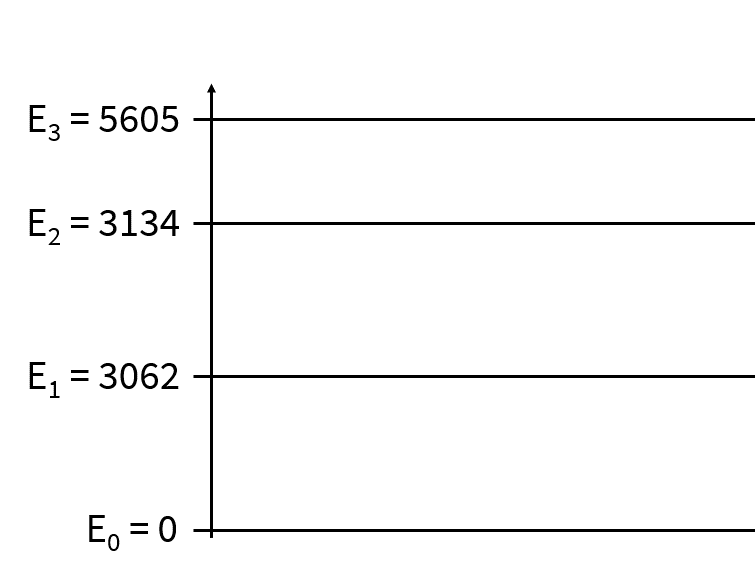 E₃ = 5605
E₂ = 3134
E₁ = 3062
E₀ = 0